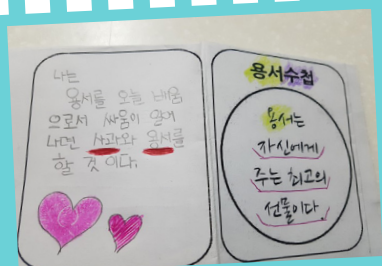 나는
용서를 오늘 배움
으로서 싸움이 일어
나면 사과와 용서를
할 것 이다.
용서수첩
용서는
자신에게
주는 최고의
선물이다.